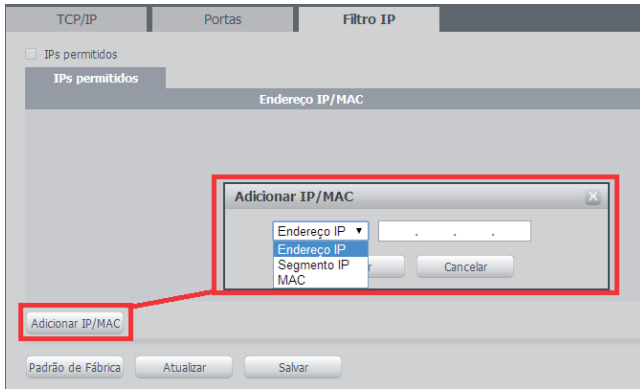 TCP/IP Portas Filtro IP
IPs permitidos
IPs permitidos
Endereço IP/MAC
Adicionar IP/MAC
Endereço IP . . .
Endereço IP
Segmento IP
MAC
r Cancelar
Adicionar IP/MAC
Padrão de Fábrica Atualizar Salvar